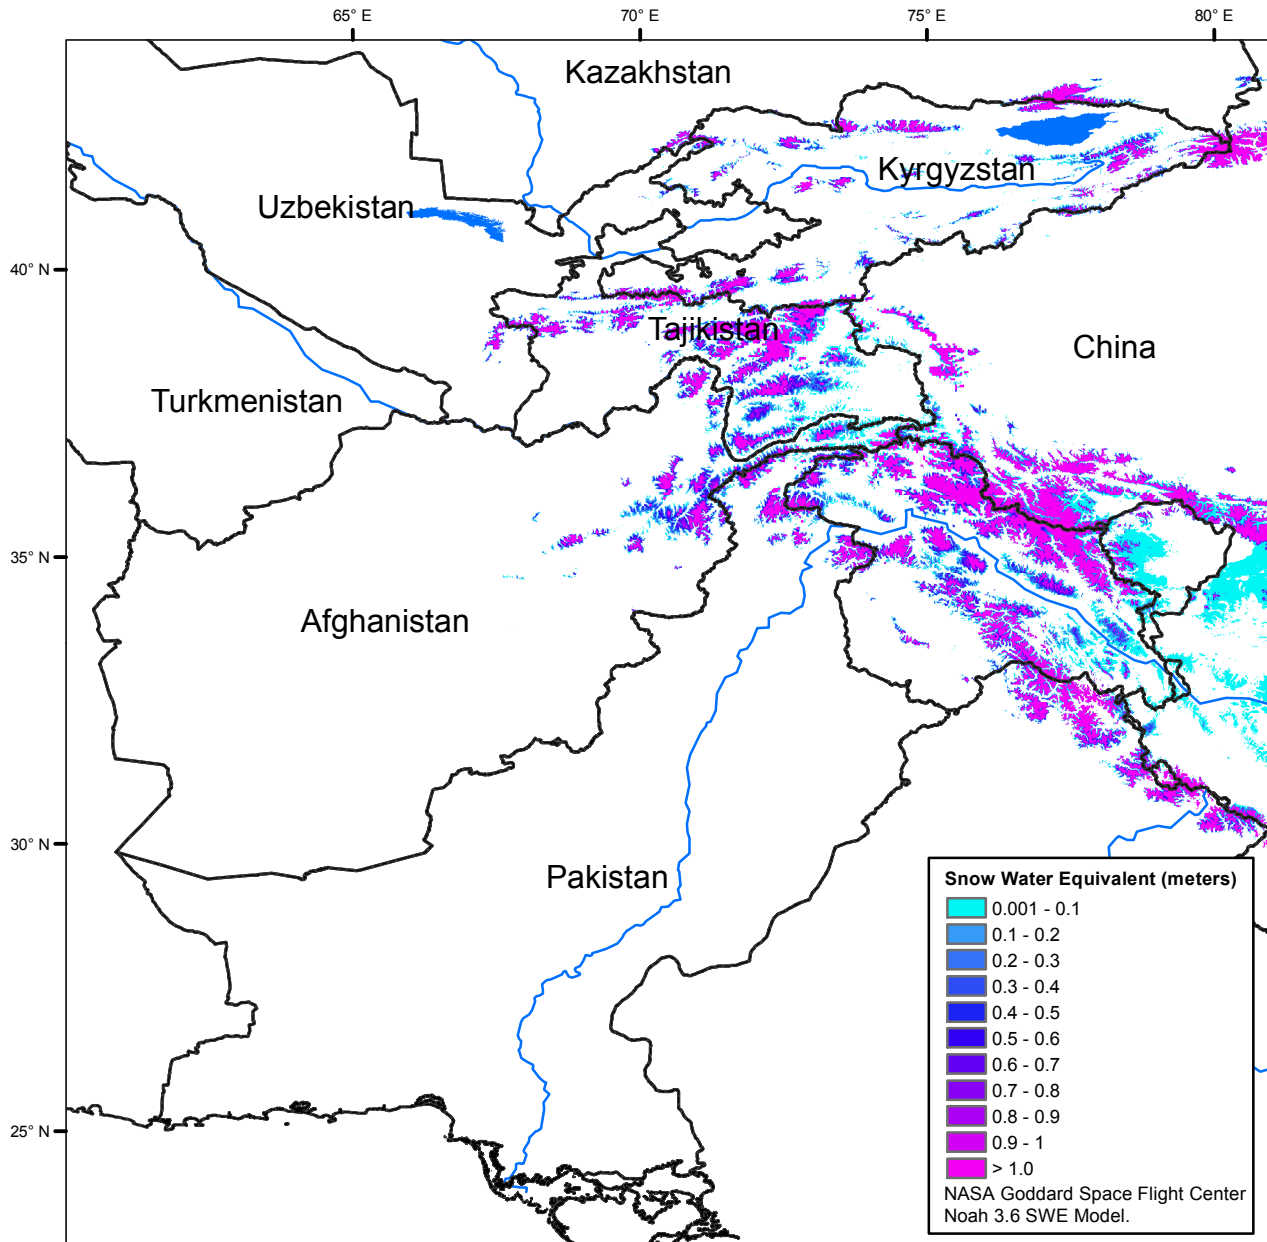 65° E
70° E
75° E
80° E
Kazakhstan
Kyrgyzstan
Uzbekistan
40° N
Tajikistan
China
Turkmenistan
35° N
Afghanistan
30° N
Pakistan
25° N
Snow Water Equivalent (meters)
0.001 - 0.1
0.1 - 0.2
0.2 - 0.3
0.3 - 0.4
0.4 - 0.5
0.5 - 0.6
0.6 - 0.7
0.7 - 0.8
0.8 - 0.9
0.9 - 1
> 1.0
NASA Goddard Space Flight Center
Noah 3.6 SWE Model.